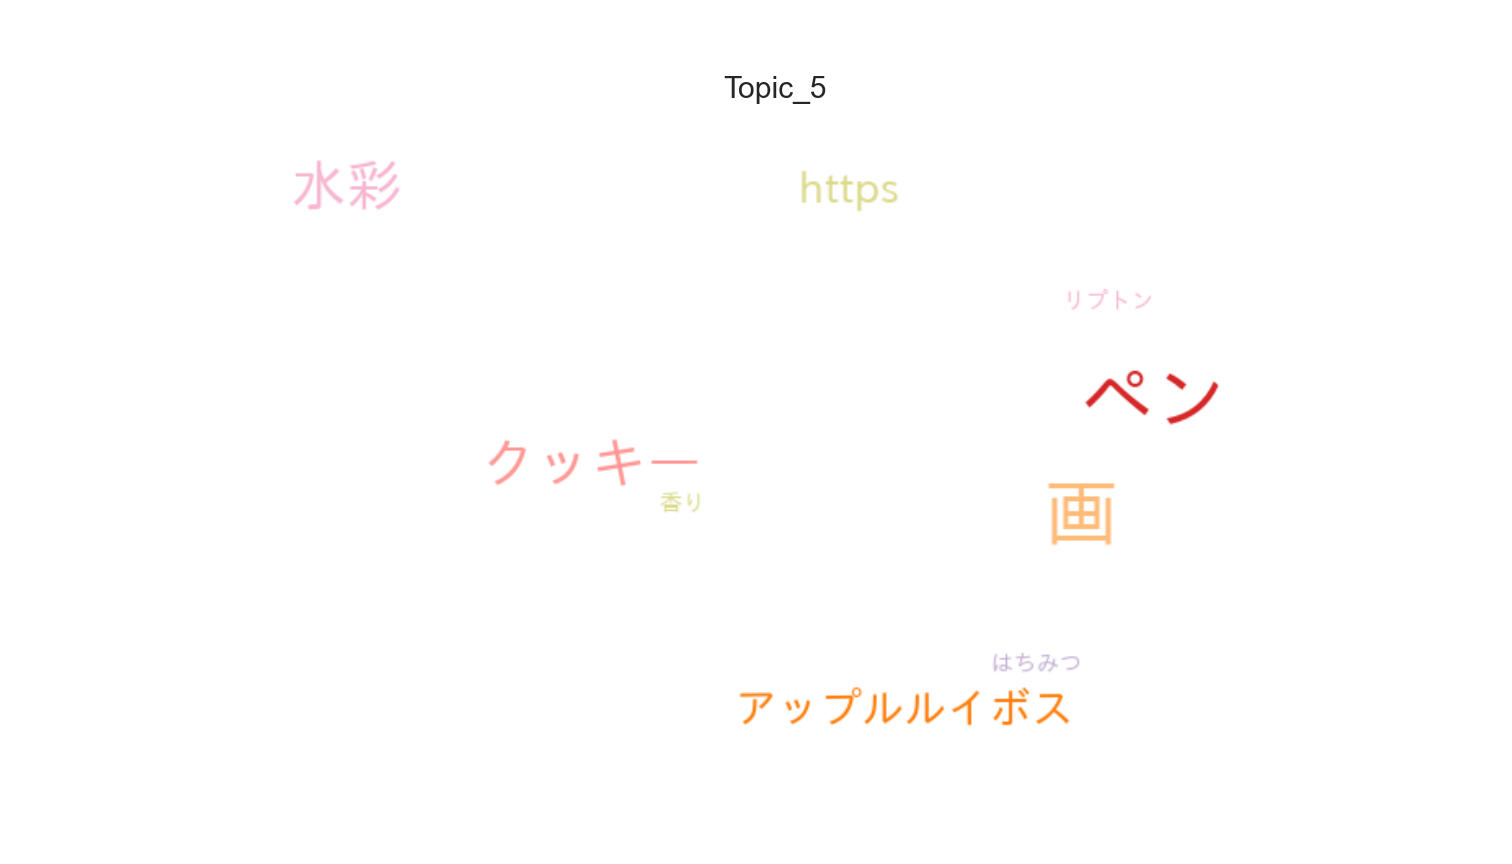 Topic_5
水彩
https
リプトン
ペン
クッキー
香り
画
はちみつ
アップルルイボス